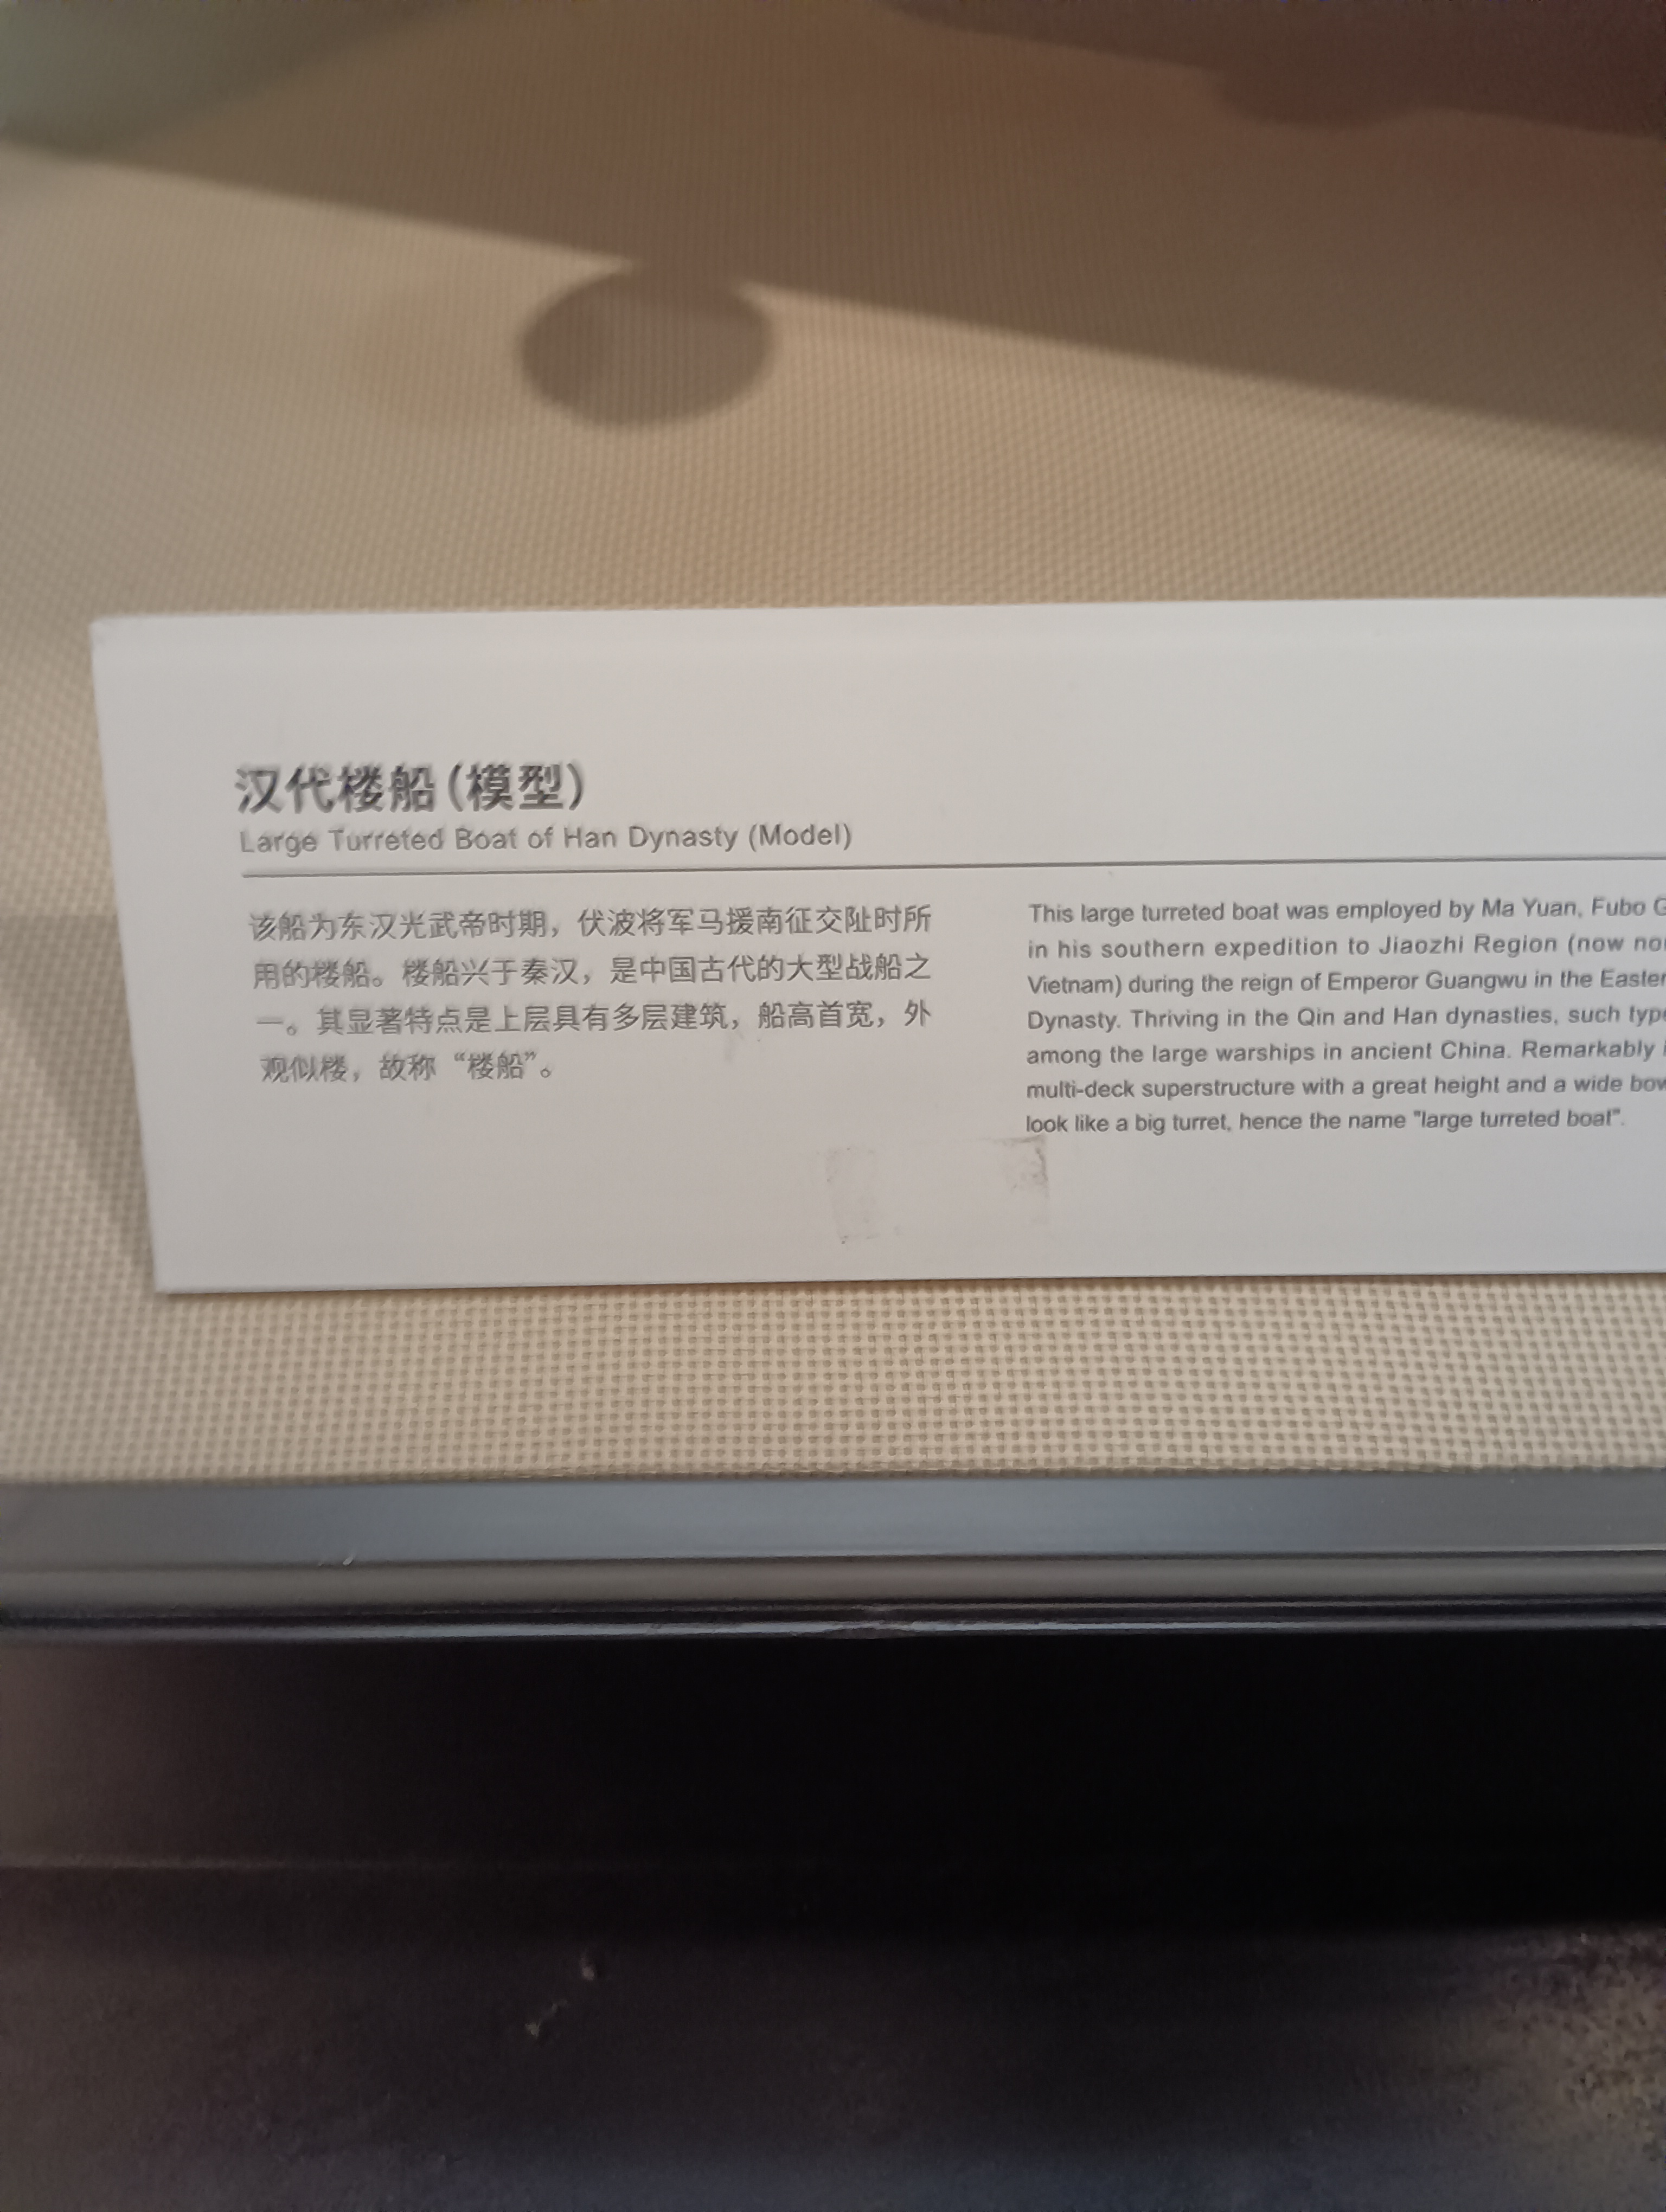 汉代楼船(模型)
Large Turreted Boat of Han Dynasty (Model)
该船为东汉光武帝时期，伏波将军马援南征交趾时所
用的楼船。楼船兴于秦汉，是中国古代的大型战船之
一。其显著特点是上层具有多层建筑，船高首宽，外
观似楼，故称“楼船”。
This large turreted boat was employed by Ma Yuan, Fubo
in his southern expedition to Jiaozhi Region (now
Vietnam) during the reign of Emperor Guangwu in the
Dynasty. Thriving in the Qin and Han dynasties, such
among the large warships in ancient China. Remarkably
multi-deck superstructure with a great height and a wide
look like a big turret, hence the name "large turreted boat".